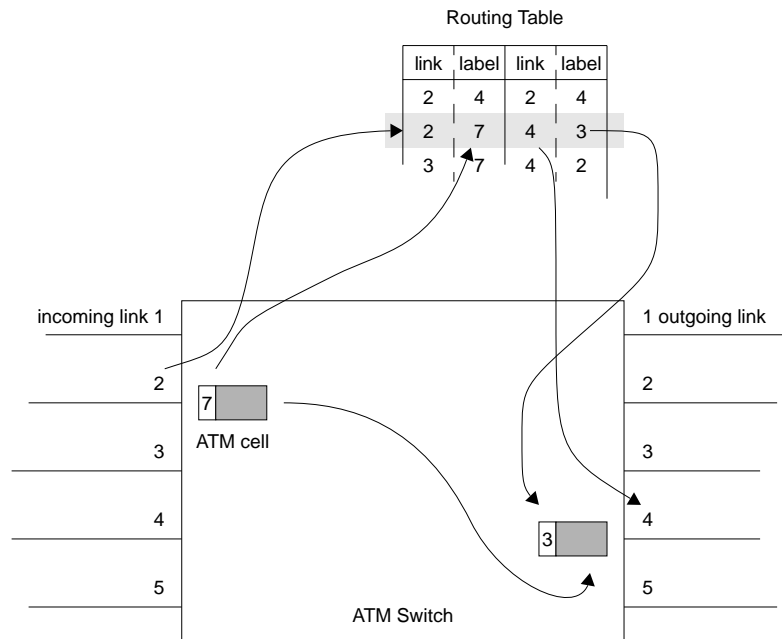 Routing Table
link label link label
2 4 2 4
2 7 4 3
3 7 4 2
incoming link 1
1 outgoing link
2
7
2
ATM cell
3
3
4
3
4
5
5
ATM Switch